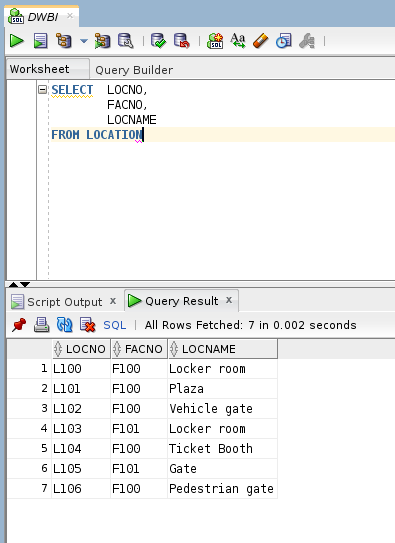 DWBI
SQL
Worksheet Query Builder
SELECT LOCNO,
FACNO,
LOCNAME
FROM LOCATION
Script Output x Query Result x
SQL | All Rows Fetched: 7 in 0.002 seconds
LOCNO FACNO LOCNAME
1 L100 F100 Locker room
2 L101 F100 Plaza
3 L102 F100 Vehicle gate
4 L103 F101 Locker room
5 L104 F100 Ticket Booth
6 L105 F101 Gate
7 L106 F100 Pedestrian gate